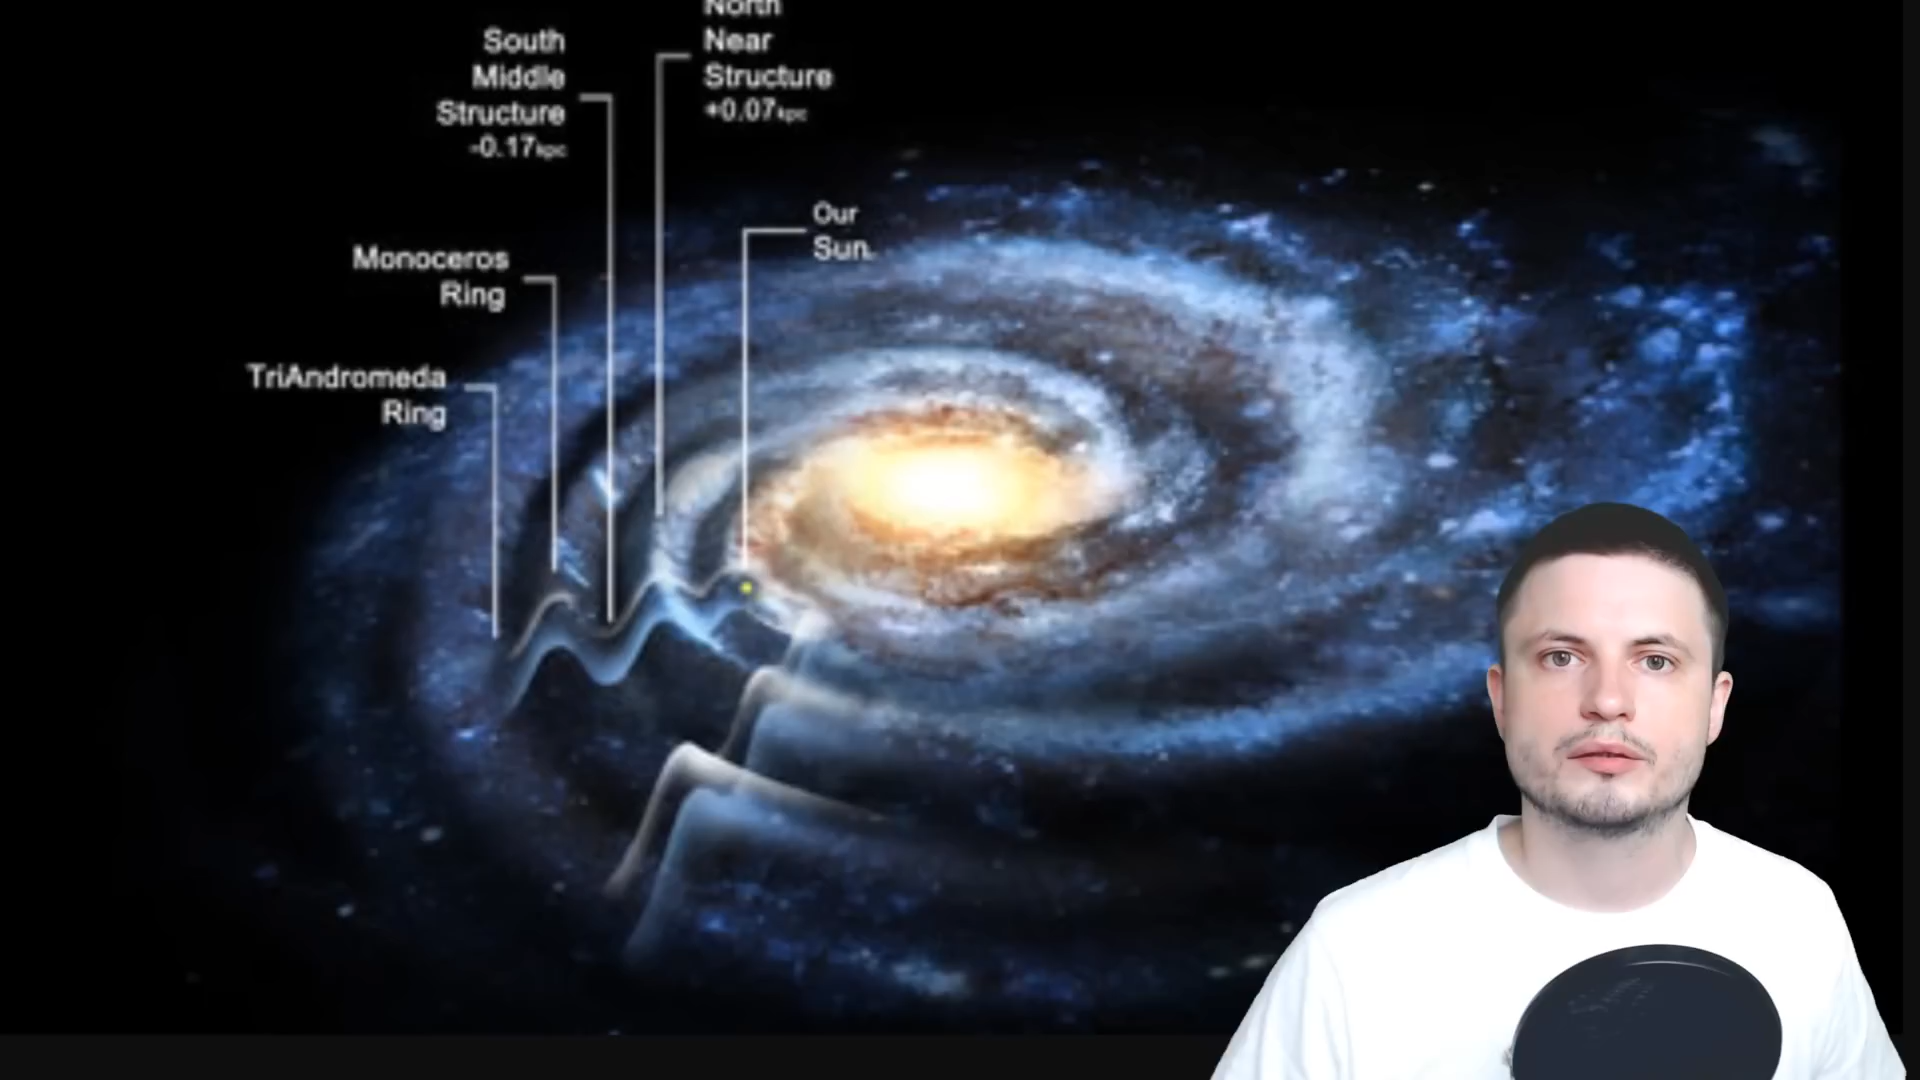 South
Middle
Structure
-0.17kpc
North
Near
Structure
+0.07kpc
Our
Sun
Monoceros
Ring
TriAndromeda
Ring